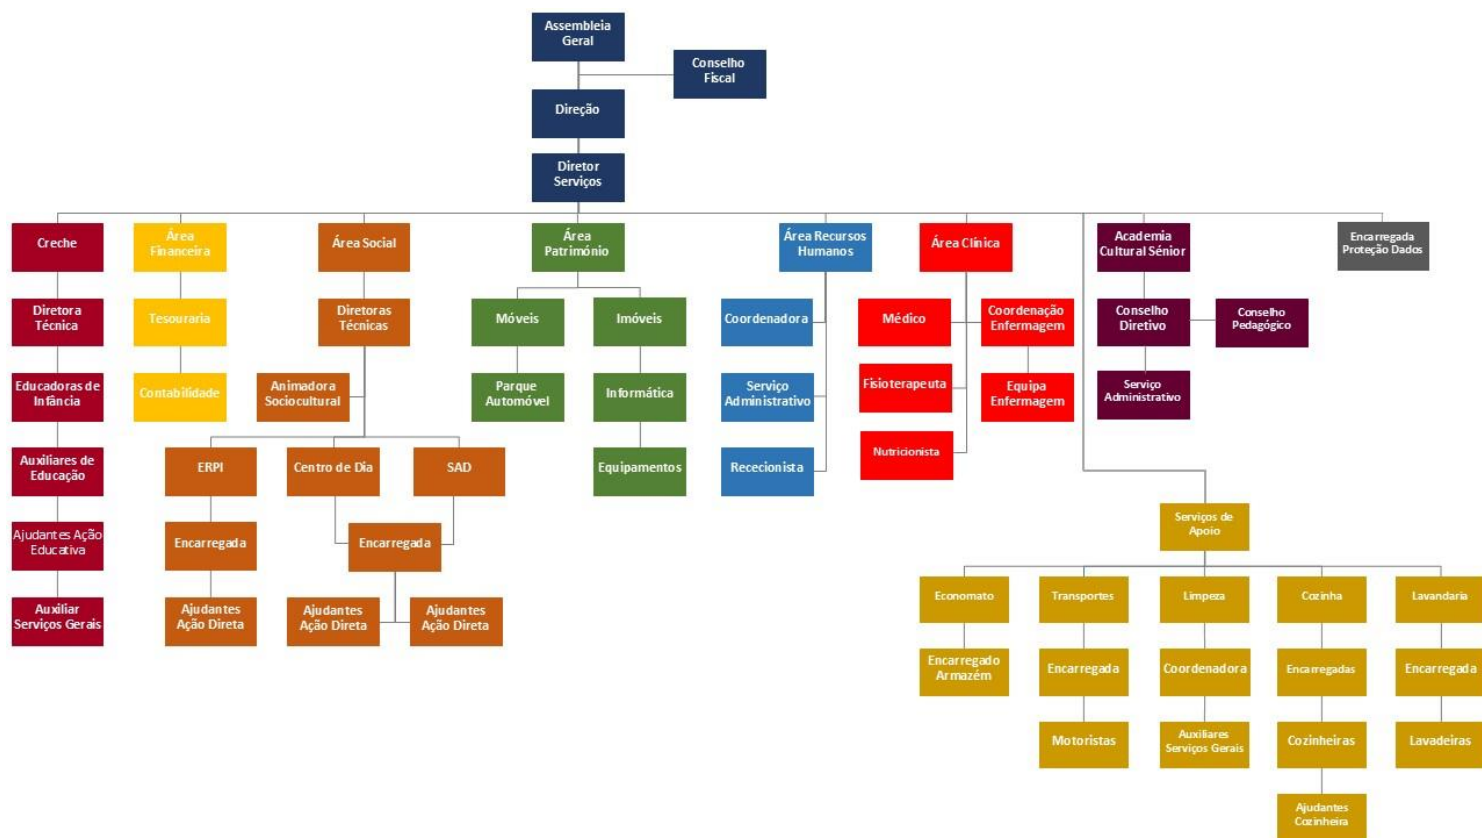 Assembleia
Geral
Conselho
Fiscal
Direção
Diretor
Serviços
Creche
Área
Financeira
Área Social
Área
Património
Área Recursos
Humanos
Área Clínica
Academia
Cultural Sénior
Encarregada
Proteção Dados
Diretora
Técnica
Tesouraria
Diretoras
Técnicas
Móveis
Imóveis
Coordenadora
Médico
Coordenação
Enfermagem
Conselho
Diretivo
Conselho
Pedagógico
Educadoras de
Infância
Contabilidade
Animadora
Sociocultural
Parque
Automóvel
Informática
Serviço
Administrativo
Fisioterapeuta
Equipa
Enfermagem
Serviço
Administrativo
Auxiliares de
Educação
ERPI
Centro de Dia
SAD
Equipamentos
Rececionista
Nutricionista
Serviços de
Apoio
Ajudantes Ação
Educativa
Encarregada
Encarregada
Economato
Transportes
Limpeza
Cozinha
Lavandaria
Auxiliar
Serviços Gerais
Ajudantes
Ação Direta
Ajudantes
Ação Direta
Ajudantes
Ação Direta
Encarregado
Armazém
Encarregada
Coordenadora
Encarregadas
Encarregada
Motoristas
Auxiliares
Serviços Gerais
Cozinheiras
Lavadeiras
Ajudantes
Cozinheira